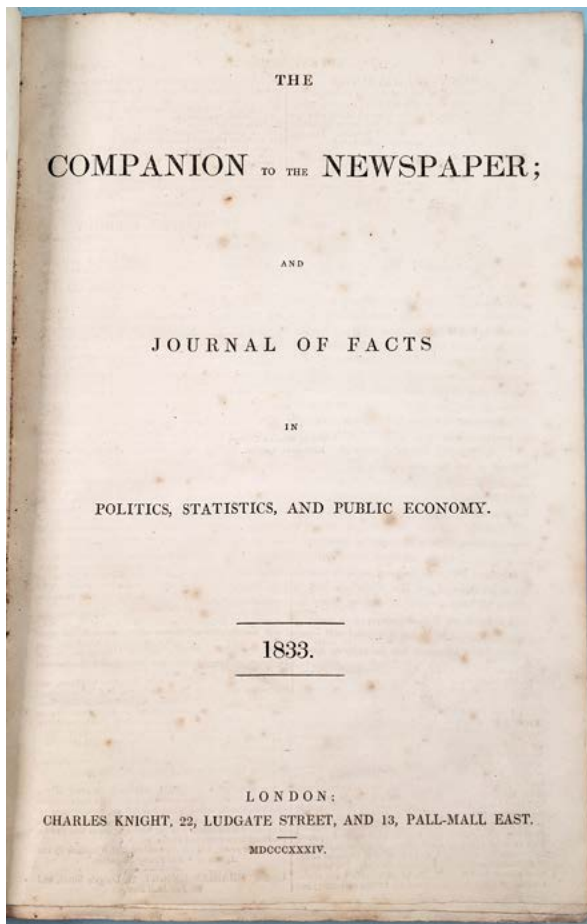 THE
COMPANION TO THE NEWSPAPER;
AND
JOURNAL OF FACTS
IN
POLITICS, STATISTICS, AND PUBLIC ECONOMY.
1833.
LONDON:
CHARLES KNIGHT, 22, LUDGATE STREET, AND 13, PALL-MALL EAST.
MDCCCXXXIV.